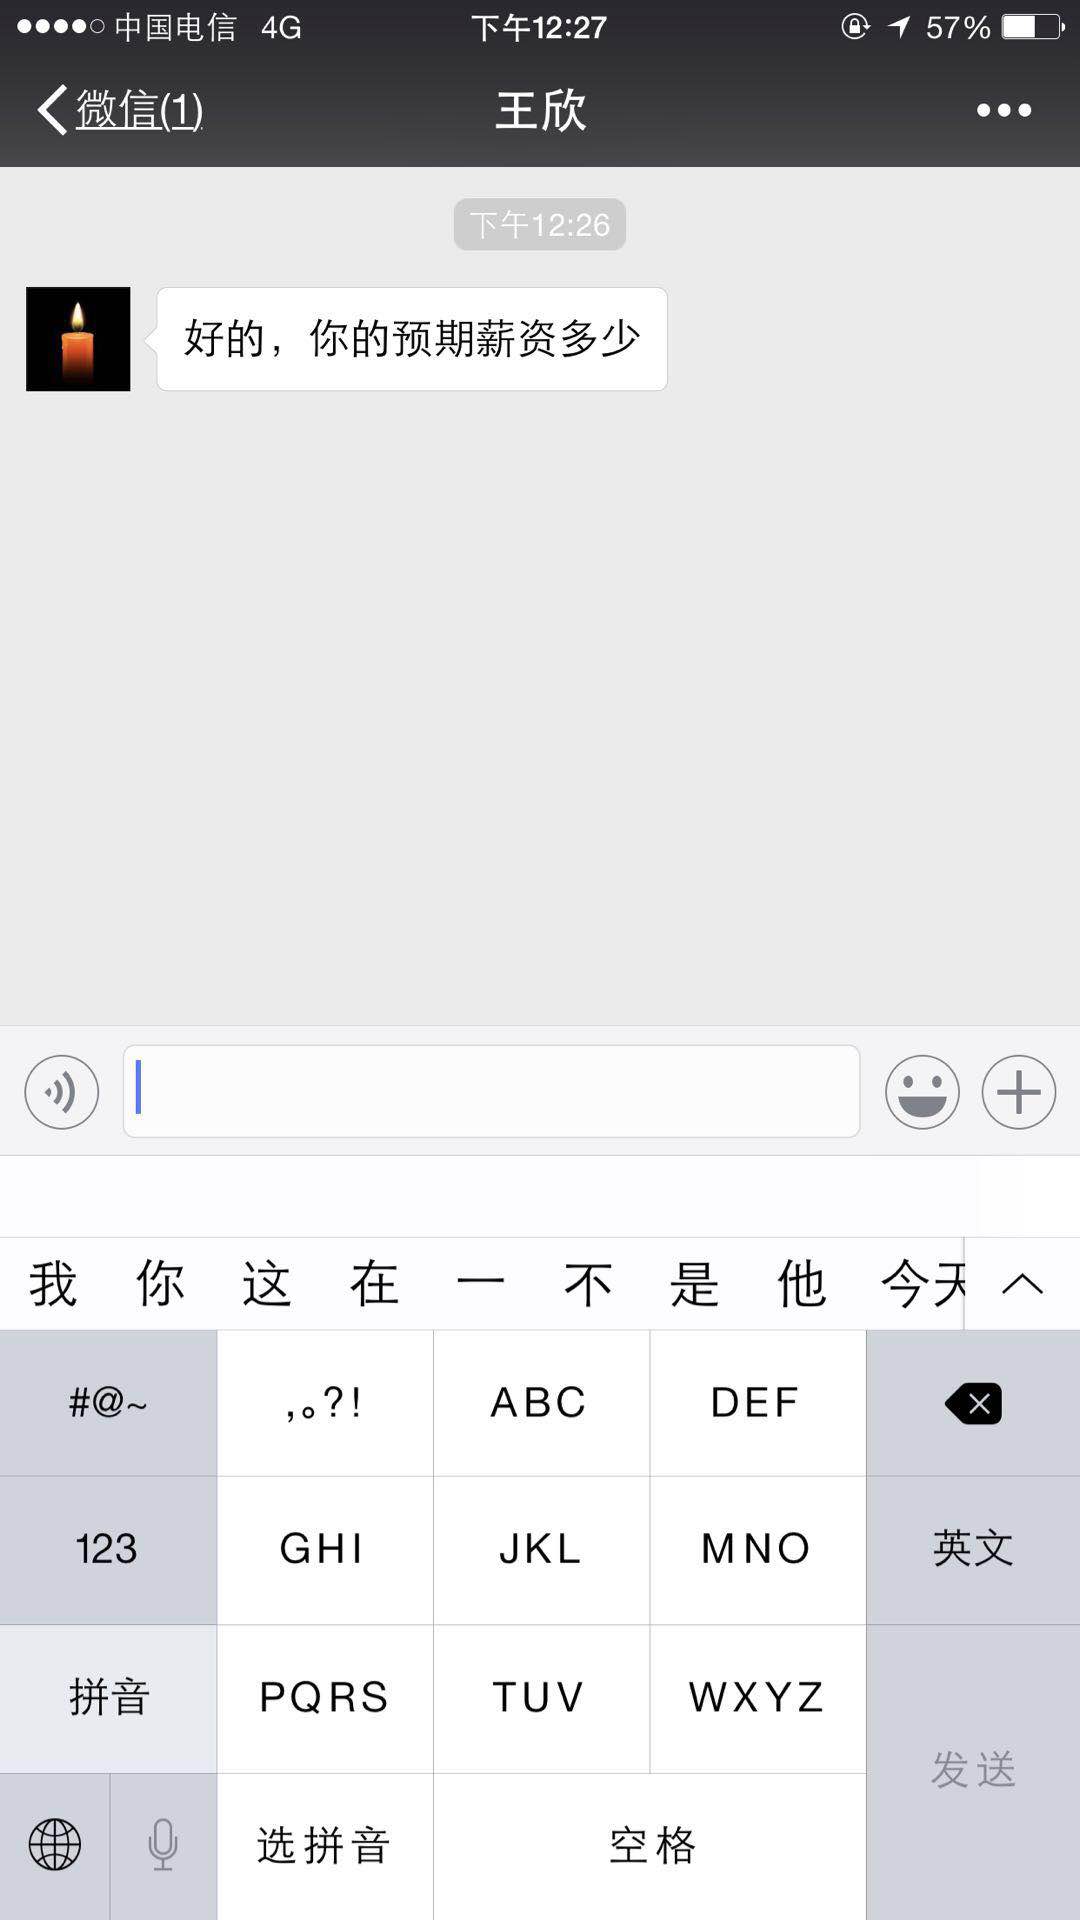 中国电信 4G 下午12:27 57%
微信(1) 王欣
下午12:26
好的，你的预期薪资多少
我 你 这 在 一 不 是 他 今天
#@~ ,。?! ABC DEF
123 GHI JKL MNO 英文
拼音 PQRS TUV WXYZ
发送
选拼音 空格